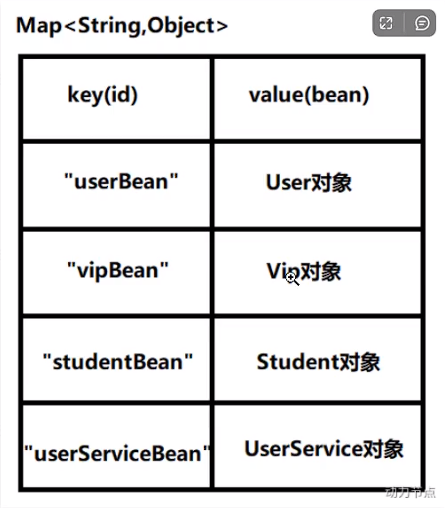 Map<String,Object>
key(id) value(bean)
"userBean" User对象
"vipBean" Vip对象
"studentBean" Student对象
"userServiceBean" UserService对象
动力节点